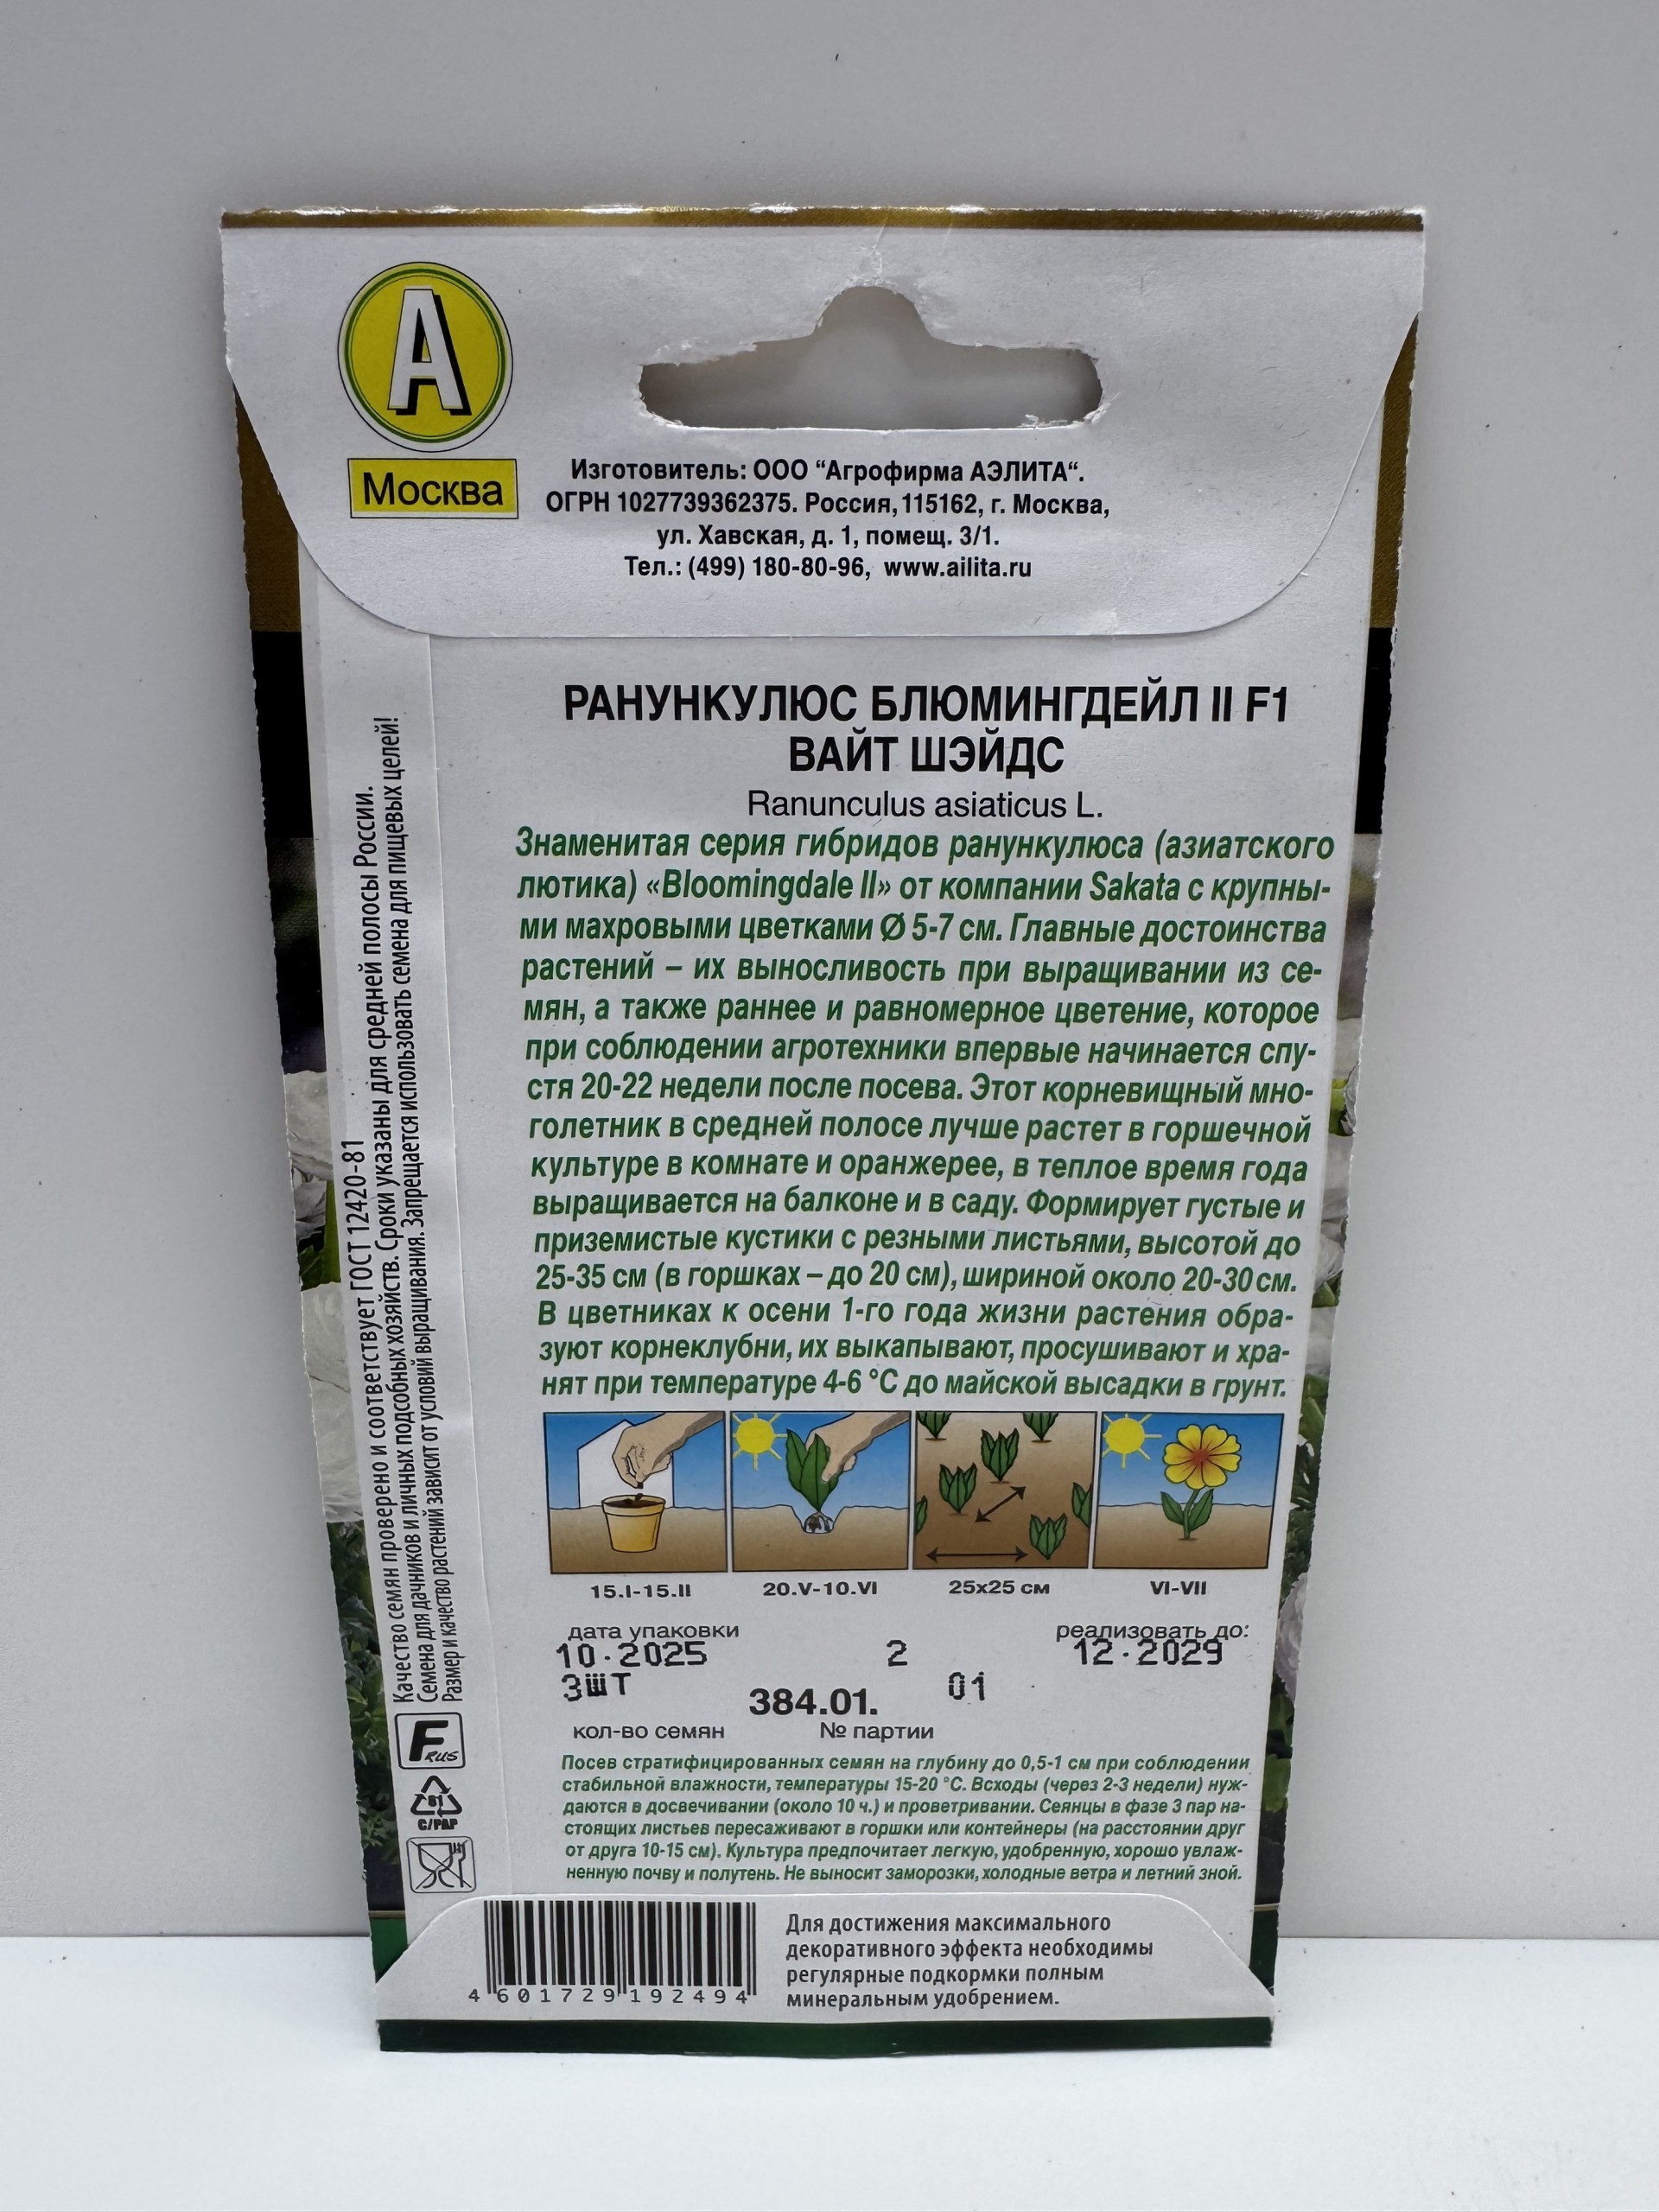 А
Москва
Изготовитель: ООО “Агрофирма АЭЛИТА“.
ОГРН 1027739362375. Россия, 115162, г. Москва,
ул. Хавская, д. 1, помещ. 3/1.
Тел.: (499) 180-80-96, www.ailita.ru
РАНУНКУЛЮС БЛЮМИНГДЕЙЛ II F1
ВАЙТ ШЭЙДС
Ranunculus asiaticus L.
Знаменитая серия гибридов ранункулюса (азиатского
лютика) «Bloomingdale II» от компании Sakata с крупны-
ми махровыми цветками Ø 5-7 см. Главные достоинства
растений – их выносливость при выращивании из се-
мян, а также раннее и равномерное цветение, которое
при соблюдении агротехники впервые начинается спу-
стя 20-22 недели после посева. Этот корневищный мно-
голетник в средней полосе лучше растет в горшечной
культуре в комнате и оранжерее, в теплое время года
выращивается на балконе и в саду. Формирует густые и
приземистые кустики с резными листьями, высотой до
25-35 см (в горшках – до 20 см), шириной около 20-30 см.
В цветниках к осени 1-го года жизни растения обра-
зуют корнеклубни, их выкапывают, просушивают и хра-
нят при температуре 4-6 °С до майской высадки в грунт.
15.I-15.II
20.V-10.VI
25х25 см
VI-VII
дата упаковки
реализовать до:
10.2025
2
12.2029
3ШТ
384.01.
01
кол-во семян
№ партии
Посев стратифицированных семян на глубину до 0,5-1 см при соблюдении
стабильной влажности, температуры 15-20 °С. Всходы (через 2-3 недели) нуж-
даются в досвечивании (около 10 ч.) и проветривании. Сеянцы в фазе 3 пар на-
стоящих листьев пересаживают в горшки или контейнеры (на расстоянии друг
от друга 10-15 см). Культура предпочитает легкую, удобренную, хорошо увлаж-
ненную почву и полутень. Не выносит заморозки, холодные ветра и летний зной.
Качество семян проверено и соответствует ГОСТ 12420-81
Семена для дачников и личных подсобных хозяйств. Сроки указаны для средней полосы России.
Размер и качество растений зависит от условий выращивания. Запрещается использовать семена для пищевых целей!
F RUS
81
C/PAP
4 601729 192494
Для достижения максимального
декоративного эффекта необходимы
регулярные подкормки полным
минеральным удобрением.